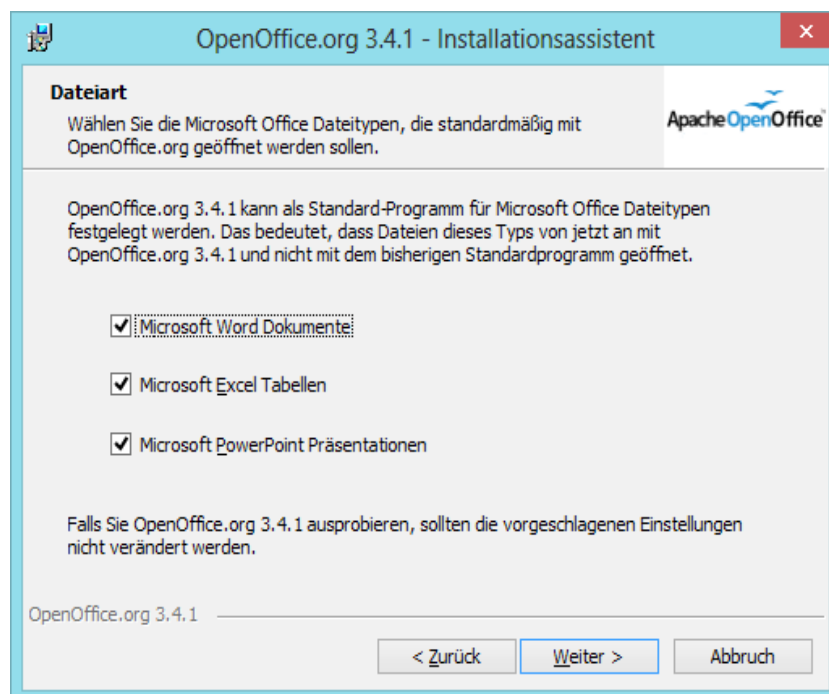 OpenOffice.org 3.4.1 - Installationsassistent
Dateiart
Wählen Sie die Microsoft Office Dateitypen, die standardmäßig mit
OpenOffice.org geöffnet werden sollen.
Apache OpenOffice™
OpenOffice.org 3.4.1 kann als Standard-Programm für Microsoft Office Dateitypen
festgelegt werden. Das bedeutet, dass Dateien dieses Typs von jetzt an mit
OpenOffice.org 3.4.1 und nicht mit dem bisherigen Standardprogramm geöffnet.
Microsoft Word Dokumente
Microsoft Excel Tabellen
Microsoft PowerPoint Präsentationen
Falls Sie OpenOffice.org 3.4.1 ausprobieren, sollten die vorgeschlagenen Einstellungen
nicht verändert werden.
OpenOffice.org 3.4.1
< Zurück
Weiter >
Abbruch